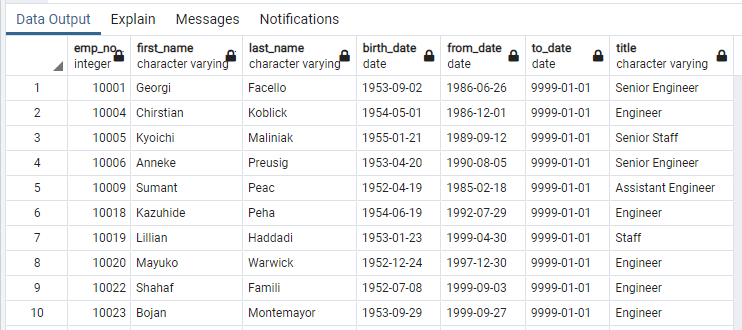 Data Output Explain Messages Notifications
emp_no first_name last_name birth_date from_date to_date title
integer character varying character varying date date date character varying
1 10001 Georgi Facello 1953-09-02 1986-06-26 9999-01-01 Senior Engineer
2 10004 Chirstian Koblick 1954-05-01 1986-12-01 9999-01-01 Engineer
3 10005 Kyoichi Maliniak 1955-01-21 1989-09-12 9999-01-01 Senior Staff
4 10006 Anneke Preusig 1953-04-20 1990-08-05 9999-01-01 Senior Engineer
5 10009 Sumant Peac 1952-04-19 1985-02-18 9999-01-01 Assistant Engineer
6 10018 Kazuhide Peha 1954-06-19 1992-07-29 9999-01-01 Engineer
7 10019 Lillian Haddadi 1953-01-23 1999-04-30 9999-01-01 Staff
8 10020 Mayuko Warwick 1952-12-24 1997-12-30 9999-01-01 Engineer
9 10022 Shahaf Famili 1952-07-08 1999-09-03 9999-01-01 Engineer
10 10023 Bojan Montemayor 1953-09-29 1999-09-27 9999-01-01 Engineer